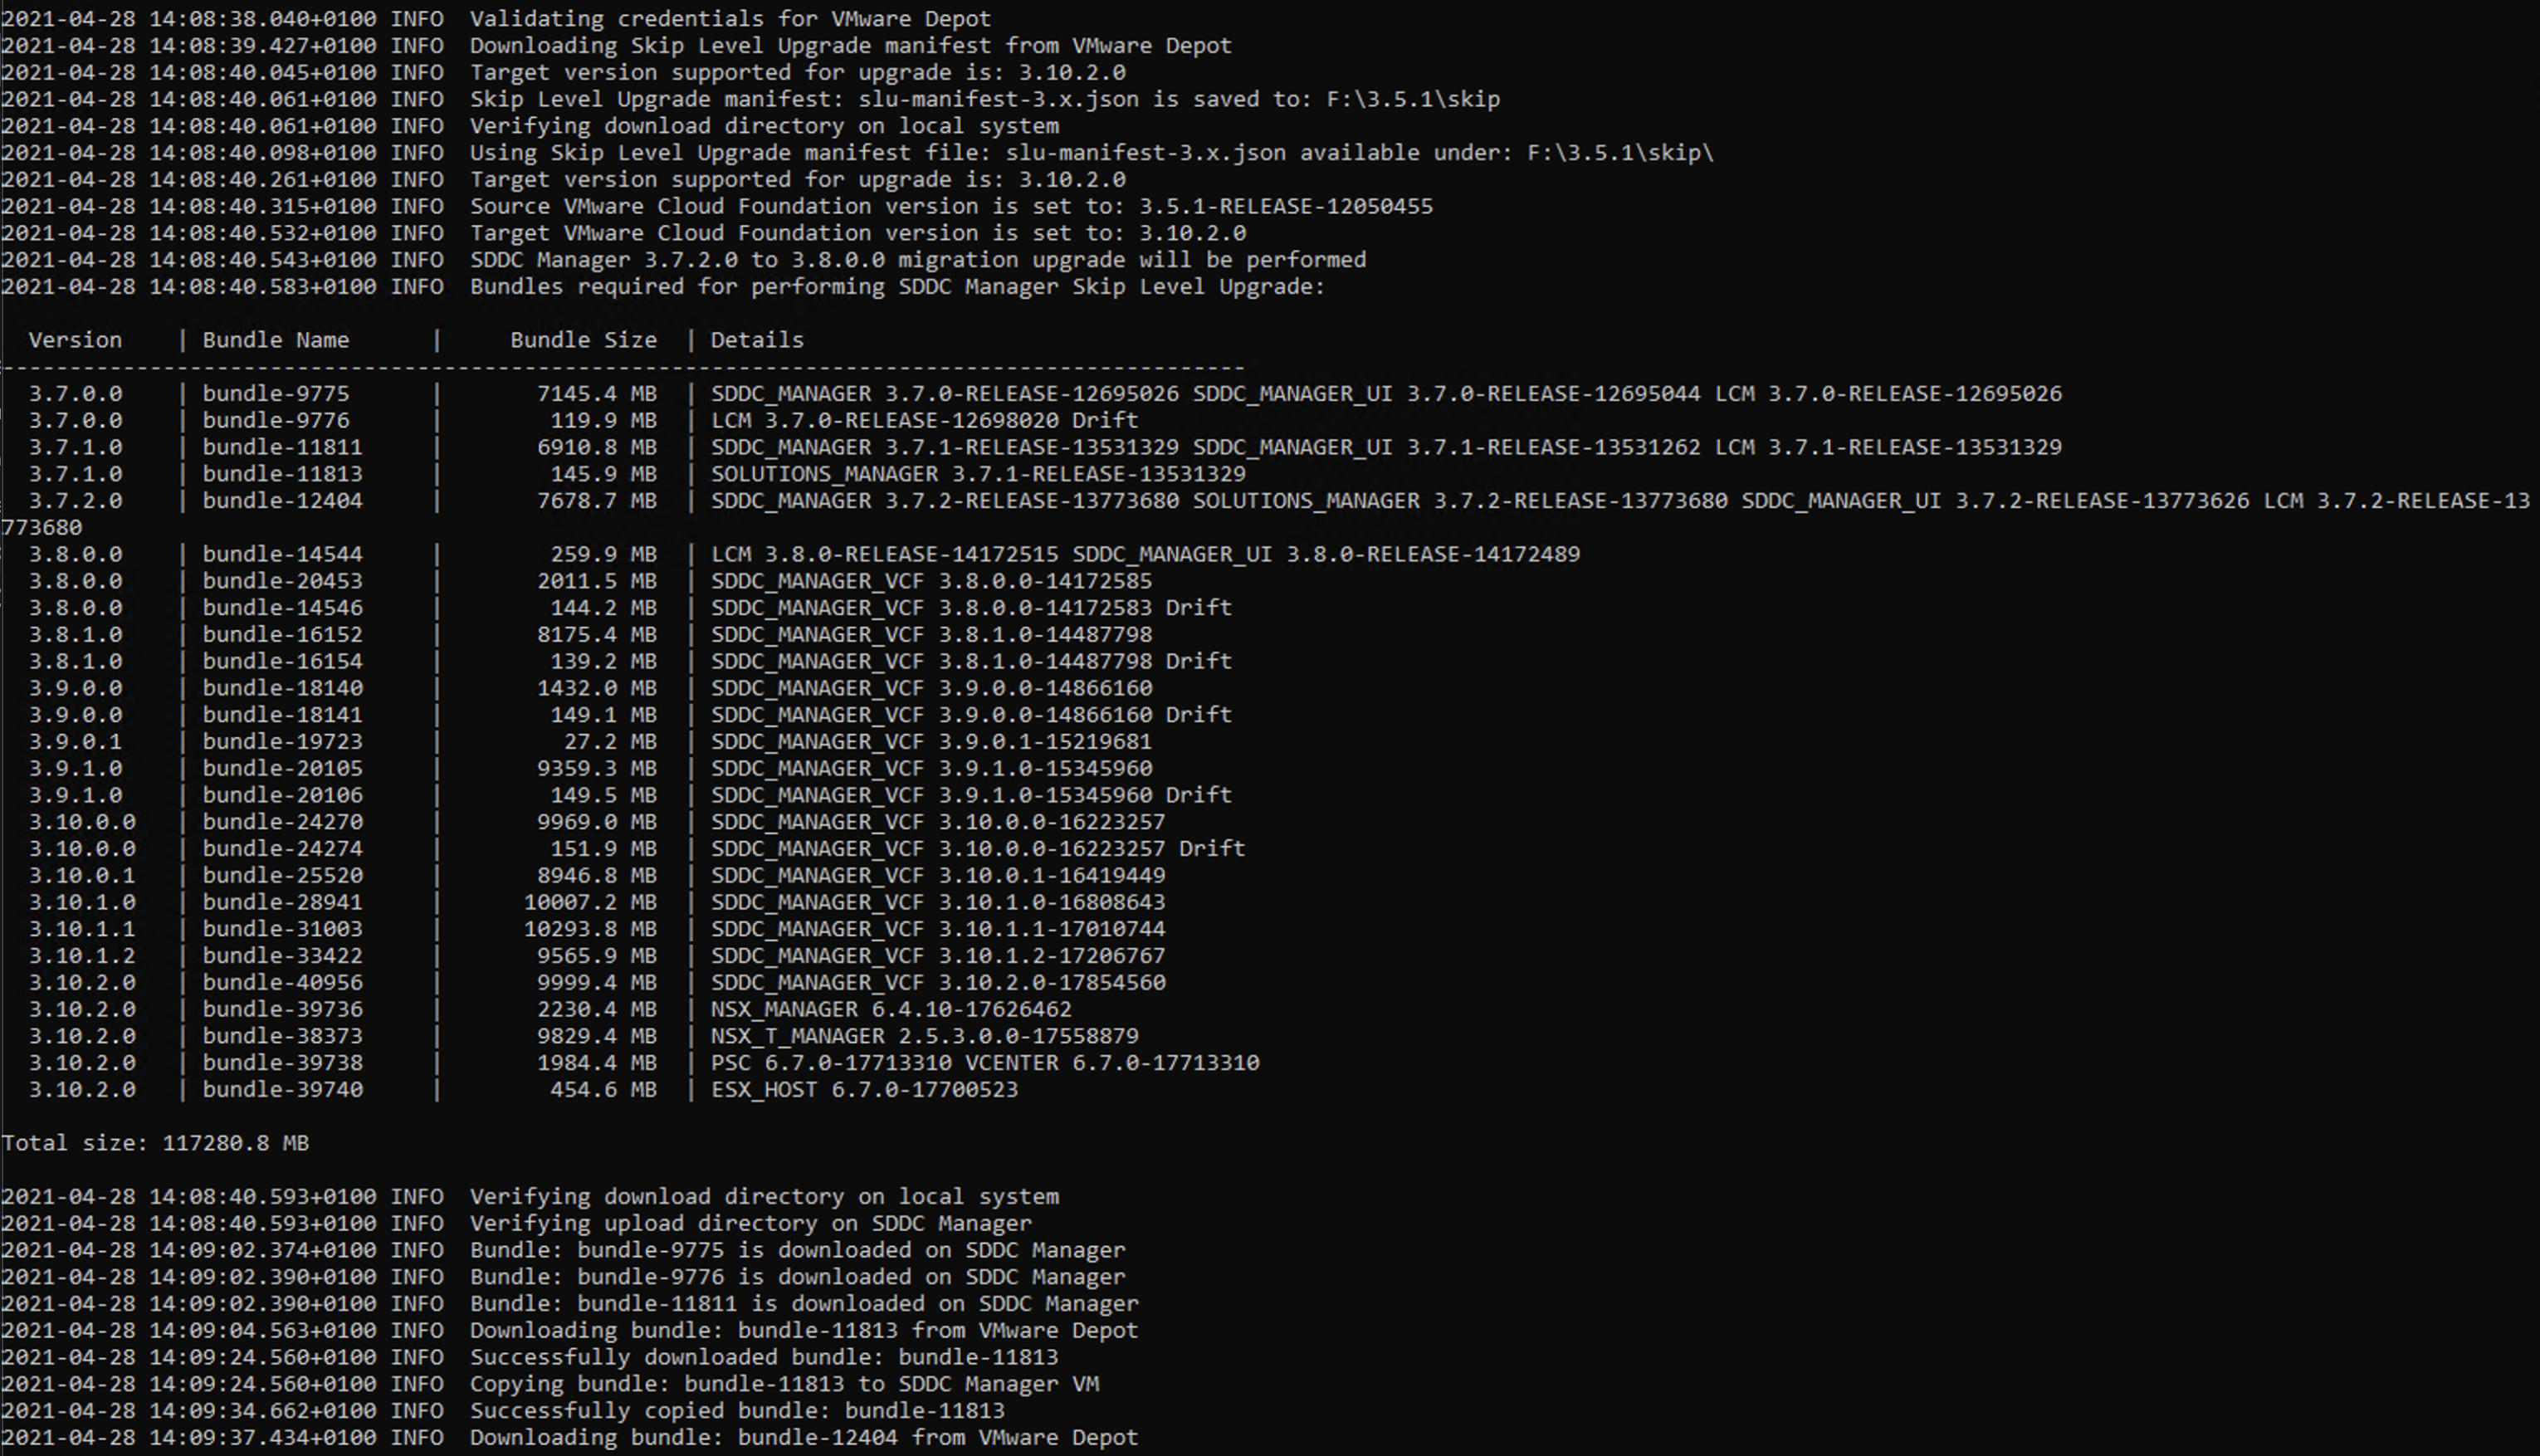 2021-04-28 14:08:38.040+0100 INFO  Validating credentials for VMware Depot
2021-04-28 14:08:39.427+0100 INFO  Downloading Skip Level Upgrade manifest from VMware Depot
2021-04-28 14:08:40.045+0100 INFO  Target version supported for upgrade is: 3.10.2.0
2021-04-28 14:08:40.061+0100 INFO  Skip Level Upgrade manifest: slu-manifest-3.x.json is saved to: F:\3.5.1\skip
2021-04-28 14:08:40.061+0100 INFO  Verifying download directory on local system
2021-04-28 14:08:40.098+0100 INFO  Using Skip Level Upgrade manifest file: slu-manifest-3.x.json available under: F:\3.5.1\skip\
2021-04-28 14:08:40.261+0100 INFO  Target version supported for upgrade is: 3.10.2.0
2021-04-28 14:08:40.315+0100 INFO  Source VMware Cloud Foundation version is set to: 3.5.1-RELEASE-12050455
2021-04-28 14:08:40.532+0100 INFO  Target VMware Cloud Foundation version is set to: 3.10.2.0
2021-04-28 14:08:40.543+0100 INFO  SDDC Manager 3.7.2.0 to 3.8.0.0 migration upgrade will be performed
2021-04-28 14:08:40.583+0100 INFO  Bundles required for performing SDDC Manager Skip Level Upgrade:
Version | Bundle Name | Bundle Size | Details
---------------------------------------------------------------------------------------------
3.7.0.0 | bundle-9775 | 7145.4 MB | SDDC_MANAGER 3.7.0-RELEASE-12695026 SDDC_MANAGER_UI 3.7.0-RELEASE-12695044 LCM 3.7.0-RELEASE-12695026
3.7.0.0 | bundle-9776 | 119.9 MB | LCM 3.7.0-RELEASE-12698020 Drift
3.7.1.0 | bundle-11811 | 6910.8 MB | SDDC_MANAGER 3.7.1-RELEASE-13531329 SDDC_MANAGER_UI 3.7.1-RELEASE-13531262 LCM 3.7.1-RELEASE-13531329
3.7.1.0 | bundle-11813 | 145.9 MB | SOLUTIONS_MANAGER 3.7.1-RELEASE-13531329
3.7.2.0 | bundle-12404 | 7678.7 MB | SDDC_MANAGER 3.7.2-RELEASE-13773680 SOLUTIONS_MANAGER 3.7.2-RELEASE-13773680 SDDC_MANAGER_UI 3.7.2-RELEASE-13773626 LCM 3.7.2-RELEASE-13
773680
3.8.0.0 | bundle-14544 | 259.9 MB | LCM 3.8.0-RELEASE-14172515 SDDC_MANAGER_UI 3.8.0-RELEASE-14172489
3.8.0.0 | bundle-20453 | 2011.5 MB | SDDC_MANAGER_VCF 3.8.0.0-14172585
3.8.0.0 | bundle-14546 | 144.2 MB | SDDC_MANAGER_VCF 3.8.0.0-14172583 Drift
3.8.1.0 | bundle-16152 | 8175.4 MB | SDDC_MANAGER_VCF 3.8.1.0-14487798
3.8.1.0 | bundle-16154 | 139.2 MB | SDDC_MANAGER_VCF 3.8.1.0-14487798 Drift
3.9.0.0 | bundle-18140 | 1432.0 MB | SDDC_MANAGER_VCF 3.9.0.0-14866160
3.9.0.0 | bundle-18141 | 149.1 MB | SDDC_MANAGER_VCF 3.9.0.0-14866160 Drift
3.9.0.1 | bundle-19723 | 27.2 MB | SDDC_MANAGER_VCF 3.9.0.1-15219681
3.9.1.0 | bundle-20105 | 9359.3 MB | SDDC_MANAGER_VCF 3.9.1.0-15345960
3.9.1.0 | bundle-20106 | 149.5 MB | SDDC_MANAGER_VCF 3.9.1.0-15345960 Drift
3.10.0.0 | bundle-24270 | 9969.0 MB | SDDC_MANAGER_VCF 3.10.0.0-16223257
3.10.0.0 | bundle-24274 | 151.9 MB | SDDC_MANAGER_VCF 3.10.0.0-16223257 Drift
3.10.0.1 | bundle-25520 | 8946.8 MB | SDDC_MANAGER_VCF 3.10.0.1-16419449
3.10.1.0 | bundle-28941 | 10007.2 MB | SDDC_MANAGER_VCF 3.10.1.0-16808643
3.10.1.1 | bundle-31003 | 10293.8 MB | SDDC_MANAGER_VCF 3.10.1.1-17010744
3.10.1.2 | bundle-33422 | 9565.9 MB | SDDC_MANAGER_VCF 3.10.1.2-17206767
3.10.2.0 | bundle-40956 | 9999.4 MB | SDDC_MANAGER_VCF 3.10.2.0-17854560
3.10.2.0 | bundle-39736 | 2230.4 MB | NSX_MANAGER 6.4.10-17626462
3.10.2.0 | bundle-38373 | 9829.4 MB | NSX_T_MANAGER 2.5.3.0.0-17558879
3.10.2.0 | bundle-39738 | 1984.4 MB | PSC 6.7.0-17713310 VCENTER 6.7.0-17713310
3.10.2.0 | bundle-39740 | 454.6 MB | ESX_HOST 6.7.0-17700523
Total size: 117280.8 MB
2021-04-28 14:08:40.593+0100 INFO  Verifying download directory on local system
2021-04-28 14:08:40.593+0100 INFO  Verifying upload directory on SDDC Manager
2021-04-28 14:09:02.374+0100 INFO  Bundle: bundle-9775 is downloaded on SDDC Manager
2021-04-28 14:09:02.390+0100 INFO  Bundle: bundle-9776 is downloaded on SDDC Manager
2021-04-28 14:09:02.390+0100 INFO  Bundle: bundle-11811 is downloaded on SDDC Manager
2021-04-28 14:09:04.563+0100 INFO  Downloading bundle: bundle-11813 from VMware Depot
2021-04-28 14:09:24.560+0100 INFO  Successfully downloaded bundle: bundle-11813
2021-04-28 14:09:24.560+0100 INFO  Copying bundle: bundle-11813 to SDDC Manager VM
2021-04-28 14:09:34.662+0100 INFO  Successfully copied bundle: bundle-11813
2021-04-28 14:09:37.434+0100 INFO  Downloading bundle: bundle-12404 from VMware Depot